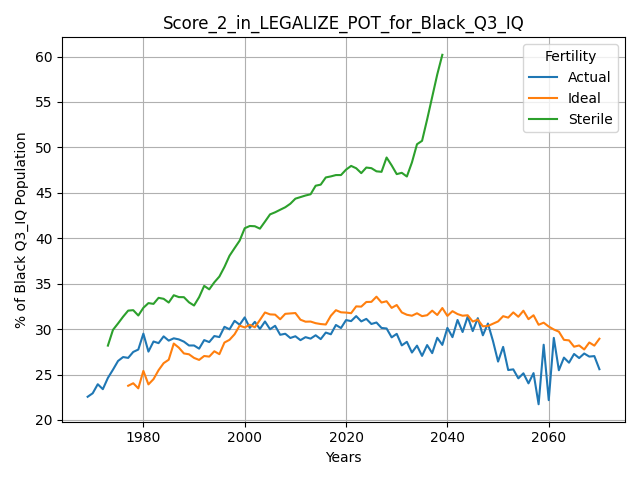 Score_2_in_LEGALIZE_POT_for_Black_Q3_IQ
% of Black Q3_IQ Population
60
55
50
45
40
35
30
25
20
Fertility
Actual
Ideal
Sterile
1980
2000
2020
2040
2060
Years